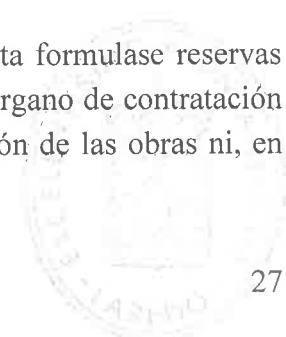 ta formulase reservas
rgano de contratación
ón de las obras ni, en
27